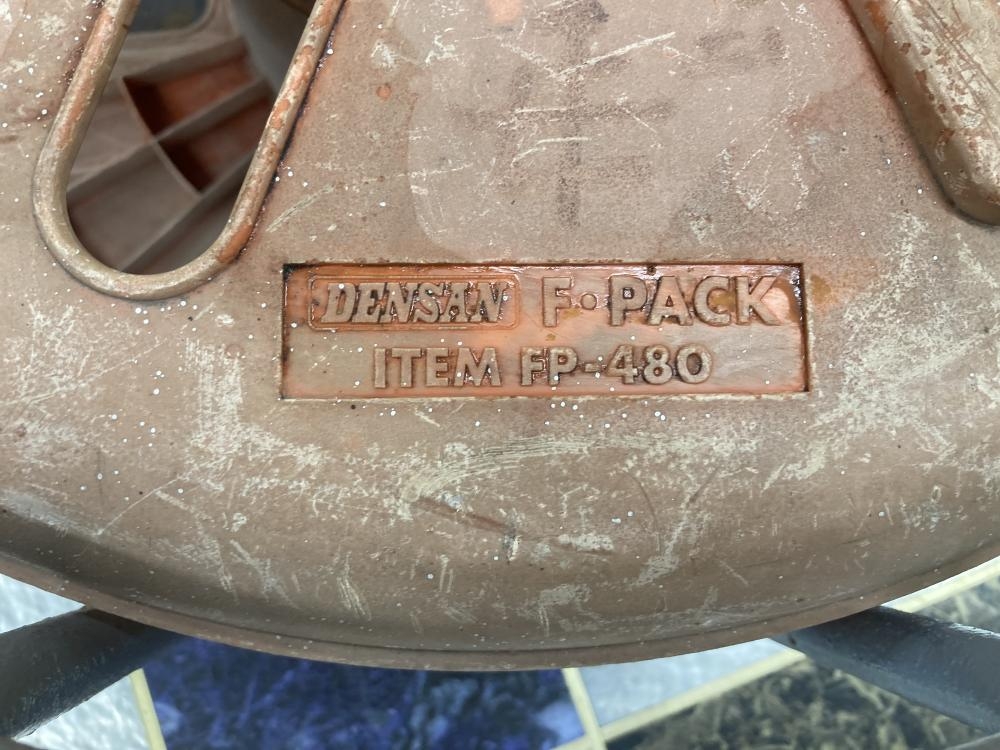 DENSAN F·PACK
ITEM FP-480